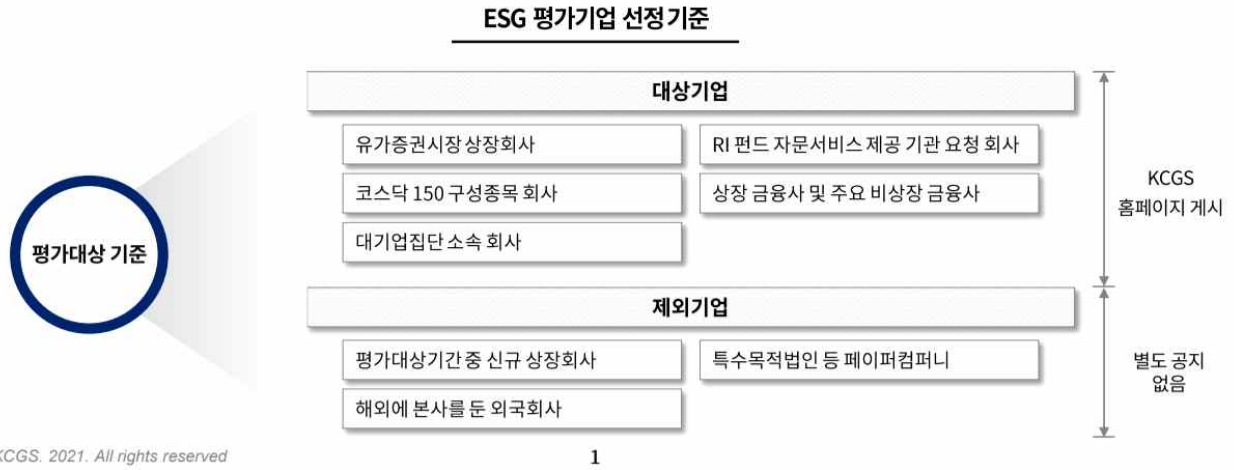 ESG 평가기업 선정기준
평가대상 기준
대상기업
유가증권시장 상장회사
RI 펀드 자문서비스 제공 기관 요청 회사
코스닥 150 구성종목 회사
상장 금융사 및 주요 비상장 금융사
대기업집단 소속 회사
KCGS
홈페이지 게시
제외기업
평가대상기간 중 신규 상장회사
특수목적법인 등 페이퍼컴퍼니
해외에 본사를 둔 외국회사
별도 공지
없음
KCGS. 2021. All rights reserved
1